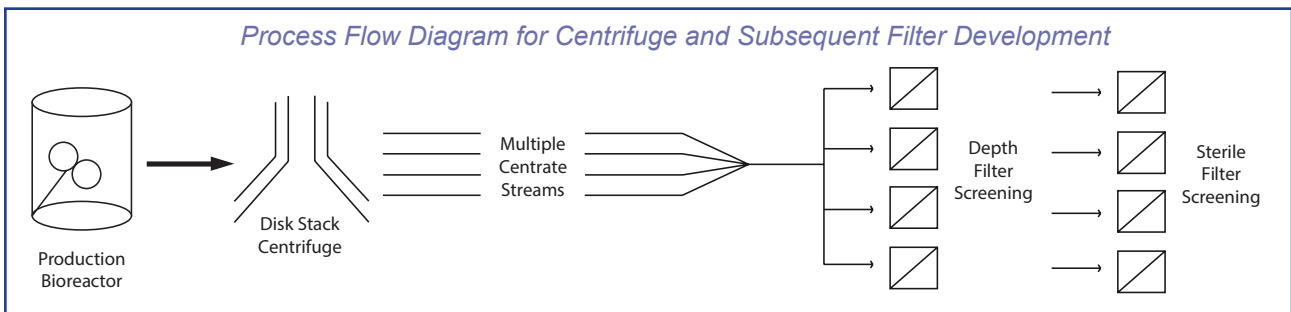 Process Flow Diagram for Centrifuge and Subsequent Filter Development
Production
Bioreactor
Disk Stack
Centrifuge
Multiple
Centrate
Streams
Depth
Filter
Screening
Sterile
Filter
Screening